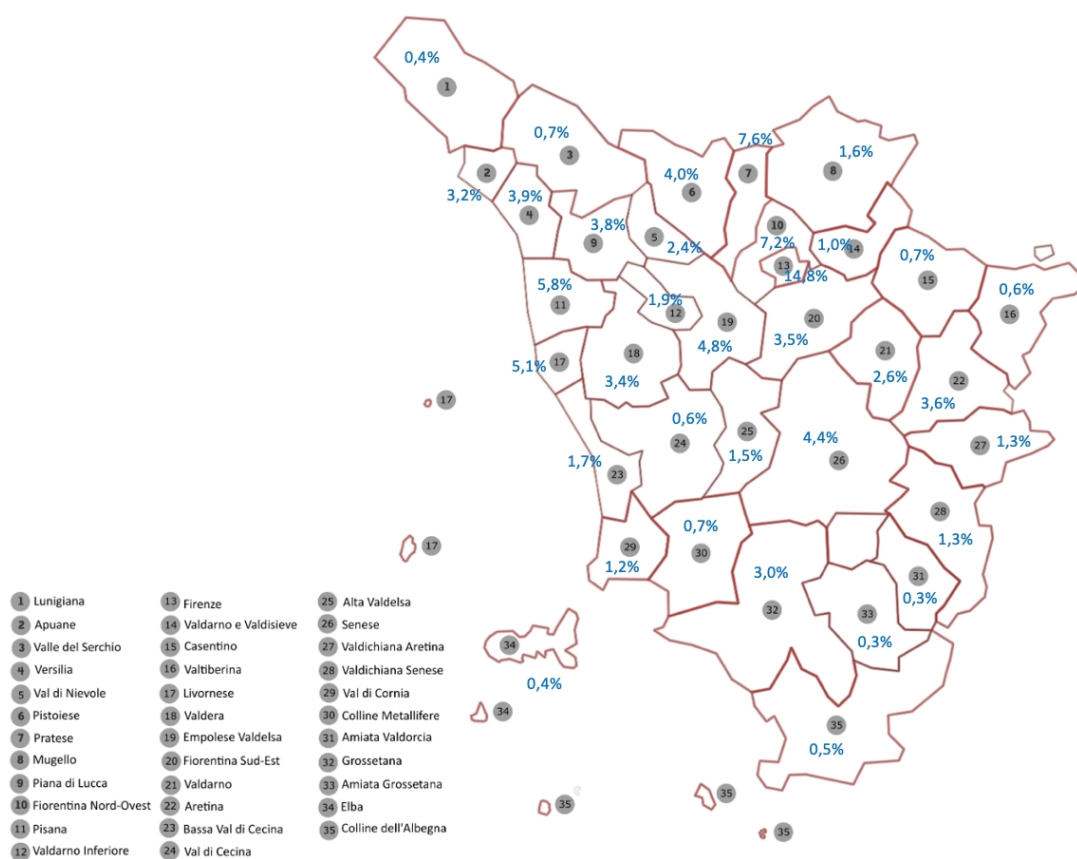 0,4%
1
7,6%
0,7%
3
1,6%
8
4,0%
7
2
3,2%
3,9%
4
6
3,8%
9
5
2,4%
10
7,2%
13
14,8%
1,0%
14
0,7%
15
0,6%
16
5,8%
11
1,9%
12
19
4,8%
20
3,5%
21
2,6%
5,1%
17
18
3,4%
22
3,6%
17
0,6%
24
25
1,5%
4,4%
26
27
1,3%
1,7%
23
28
1,3%
17
29
1,2%
0,7%
30
3,0%
32
31
0,3%
33
0,3%
34
0,4%
34
35
0,5%
35
35
35
1 Lunigiana
2 Apuane
3 Valle del Serchio
4 Versilia
5 Val di Nievole
6 Pistoiese
7 Pratese
8 Mugello
9 Piana di Lucca
10 Fiorentina Nord-Ovest
11 Pisana
12 Valdarno Inferiore
13 Firenze
14 Valdarno e Valdisieve
15 Casentino
16 Valtiberina
17 Livornese
18 Valdera
19 Empolese Valdelsa
20 Fiorentina Sud-Est
21 Valdarno
22 Aretina
23 Bassa Val di Cecina
24 Val di Cecina
25 Alta Valdelsa
26 Senese
27 Valdichiana Aretina
28 Valdichiana Senese
29 Val di Cornia
30 Colline Metallifere
31 Amiata Valdorcia
32 Grossetana
33 Amiata Grossetana
34 Elba
35 Colline dell'Albegna